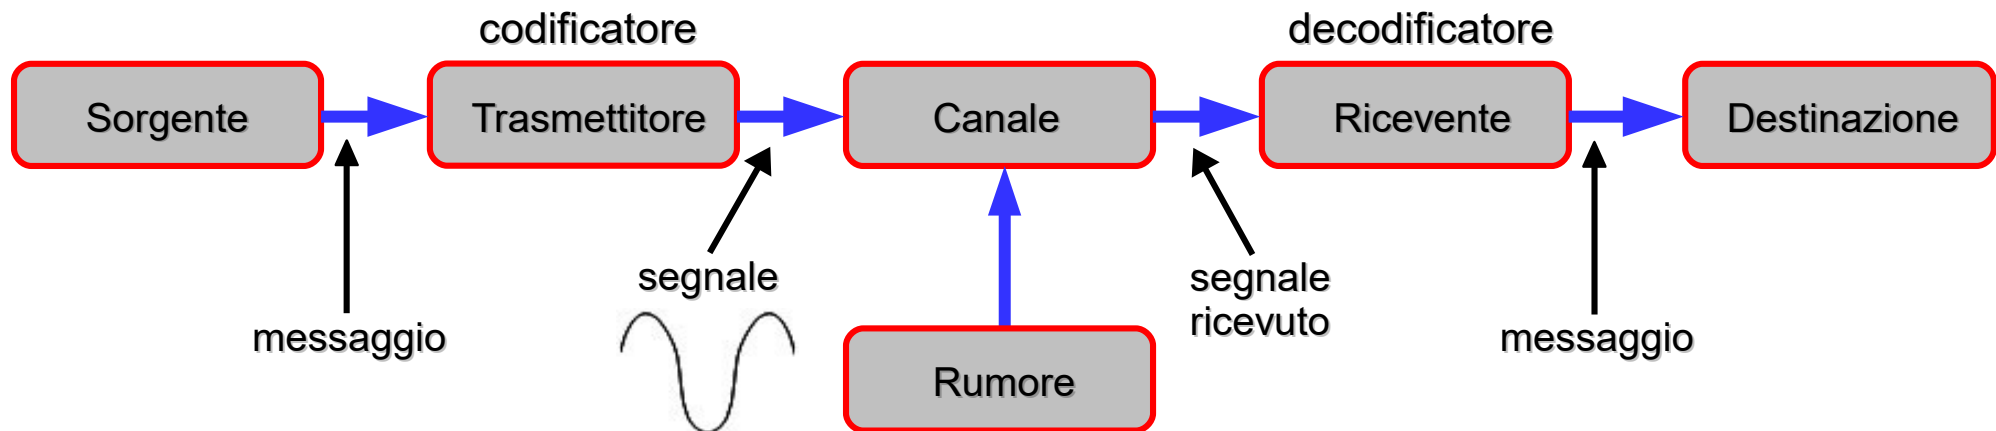 codificatore
decodificatore
Sorgente
Trasmettitore
Canale
Ricevente
Destinazione
segnale
segnale
ricevuto
messaggio
messaggio
Rumore